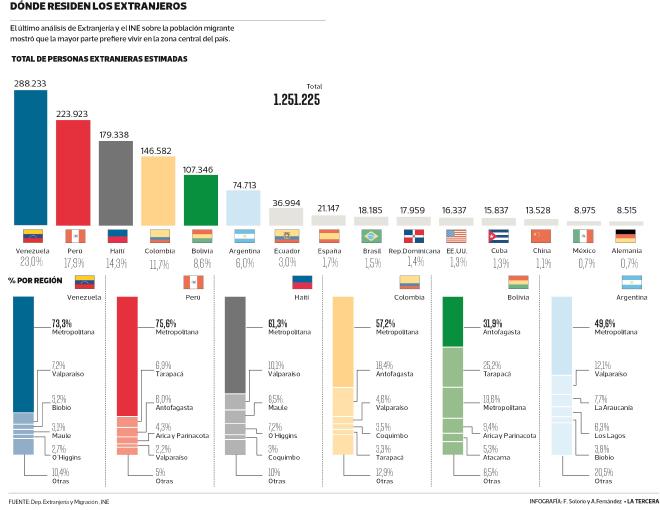 DÓNDE RESIDEN LOS EXTRANJEROS
El último análisis de Extranjería y el INE sobre la población migrante
mostró que la mayor parte prefiere vivir en la zona central del país.
TOTAL DE PERSONAS EXTRANJERAS ESTIMADAS
Total
1.251.225
288.233
223.923
179.338
146.582
107.346
74.713
36.994
21.147
18.185
17.959
16.337
15.837
13.528
8.975
8.515
Venezuela
Perú
Haití
Colombia
Bolivia
Argentina
Ecuador
España
Brasil
Rep.Dominicana
EE.UU.
Cuba
China
México
Alemania
23,0%
17,9%
14,3%
11,7%
8,6%
6,0%
3,0%
1,7%
1,5%
1,4%
1,3%
1,3%
1,1%
0,7%
0,7%
% POR REGIÓN
Venezuela
73,3%
Metropolitana
7,2%
Valparaíso
3,2%
Biobío
3,1%
Maule
2,7%
O'Higgins
10,4%
Otras
Perú
75,6%
Metropolitana
6,9%
Tarapacá
6,0%
Antofagasta
4,3%
Arica y Parinacota
2,2%
Valparaíso
5%
Otras
Haití
61,3%
Metropolitana
10,1%
Valparaíso
8,5%
Maule
7,2%
O'Higgins
3%
Coquimbo
10%
Otras
Colombia
57,2%
Metropolitana
18,4%
Antofagasta
4,6%
Valparaíso
3,5%
Coquimbo
3,3%
Tarapacá
12,9%
Otras
Bolivia
31,9%
Antofagasta
25,2%
Tarapacá
19,6%
Metropolitana
9,4%
Arica y Parinacota
5,3%
Atacama
8,5%
Otras
Argentina
49,6%
Metropolitana
12,1%
Valparaíso
7,7%
La Araucanía
6,3%
Los Lagos
3,8%
Biobío
20,5%
Otras
FUENTE: Dep. Extranjería y Migración, INE
INFOGRAFÍA: F. Solorio y A.Fernández • LA TERCERA